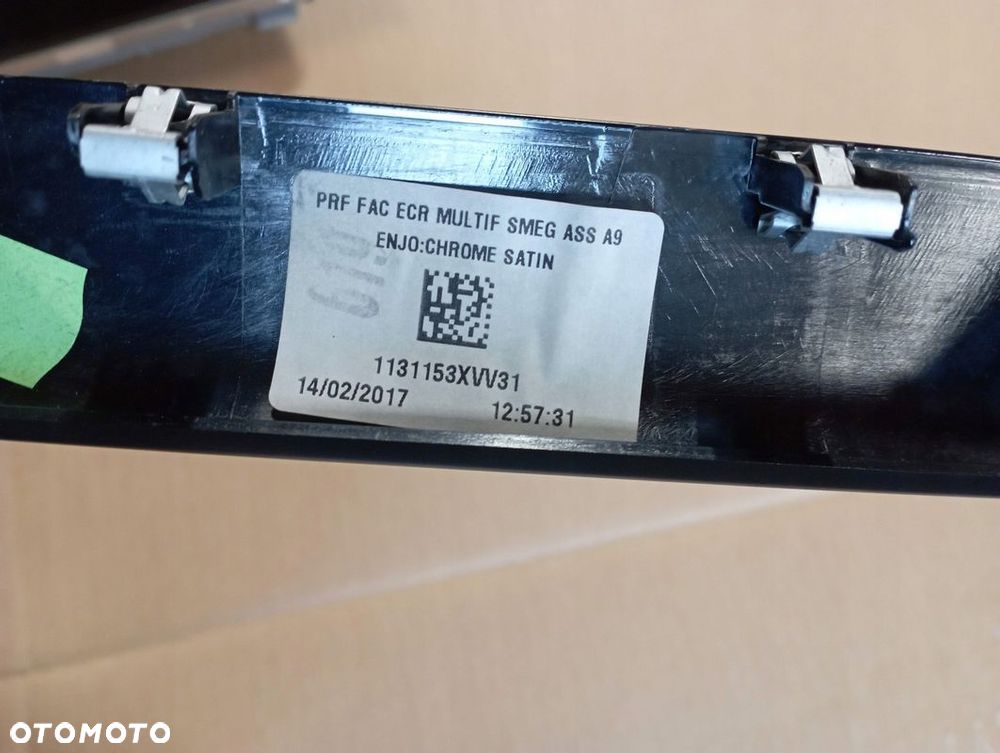 PRF FAC ECR MULTIF SMEG ASS A9
ENJO:CHROME SATIN
1131153XVV31
14/02/2017 12:57:31
OTOMOTO